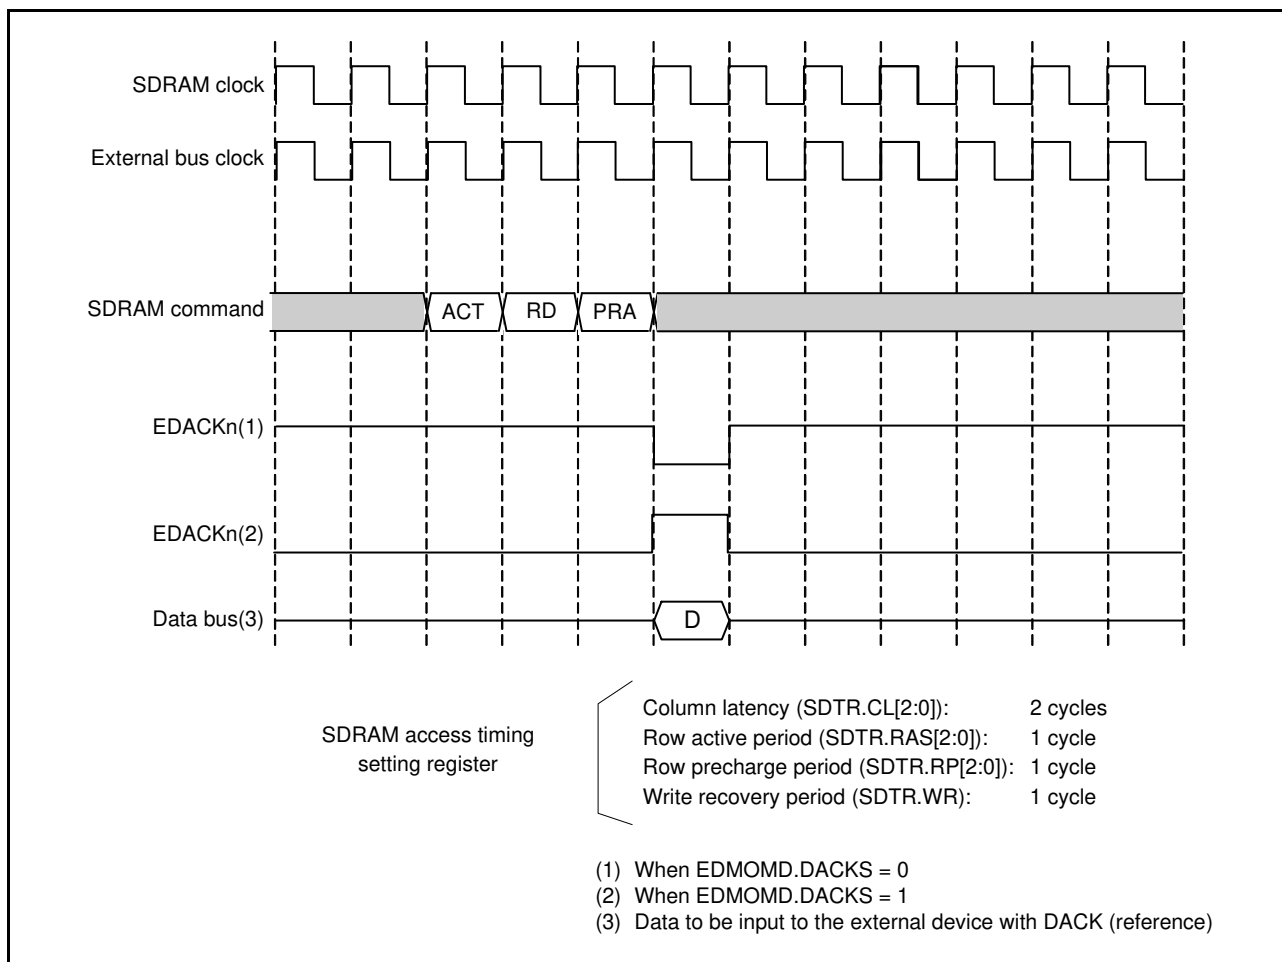 SDRAM clock
External bus clock
SDRAM command
ACT RD PRA
EDACKn(1)
EDACKn(2)
Data bus(3)
D
SDRAM access timing
setting register
Column latency (SDTR.CL[2:0]): 2 cycles
Row active period (SDTR.RAS[2:0]): 1 cycle
Row precharge period (SDTR.RP[2:0]): 1 cycle
Write recovery period (SDTR.WR): 1 cycle
(1) When EDMOMD.DACKS = 0
(2) When EDMOMD.DACKS = 1
(3) Data to be input to the external device with DACK (reference)